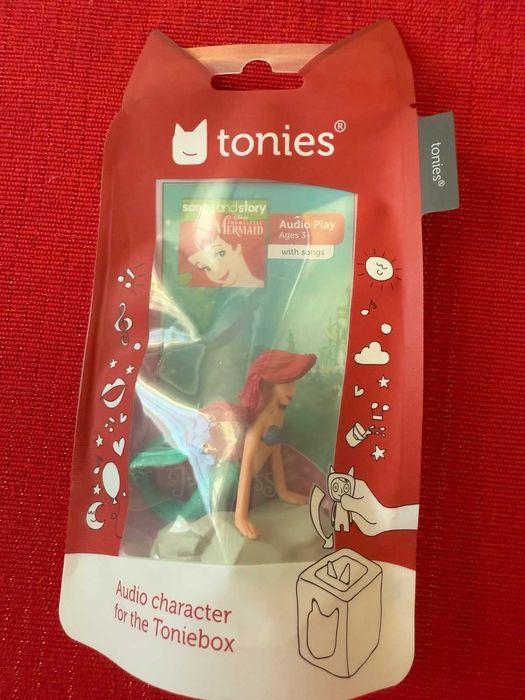 tonies®
tonies®
songs and story
Disney
THE LITTLE
MERMAID
Audio Play
Ages 3+
with songs
Audio character
for the Toniebox